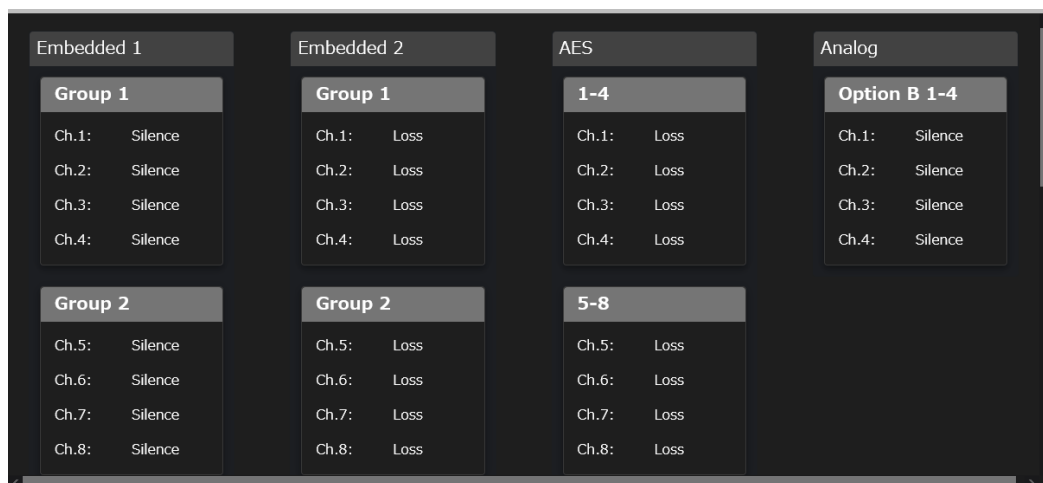 Embedded 1
Group 1
Ch.1: Silence
Ch.2: Silence
Ch.3: Silence
Ch.4: Silence
Group 2
Ch.5: Silence
Ch.6: Silence
Ch.7: Silence
Ch.8: Silence
Embedded 2
Group 1
Ch.1: Loss
Ch.2: Loss
Ch.3: Loss
Ch.4: Loss
Group 2
Ch.5: Loss
Ch.6: Loss
Ch.7: Loss
Ch.8: Loss
AES
1-4
Ch.1: Loss
Ch.2: Loss
Ch.3: Loss
Ch.4: Loss
5-8
Ch.5: Loss
Ch.6: Loss
Ch.7: Loss
Ch.8: Loss
Analog
Option B 1-4
Ch.1: Silence
Ch.2: Silence
Ch.3: Silence
Ch.4: Silence